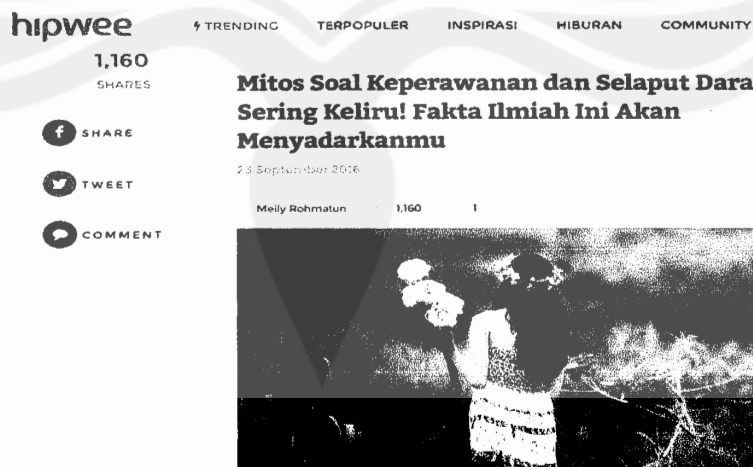 hipwee
TRENDING TERPOPULER INSPIRASI HIBURAN COMMUNITY
1,160
SHARES
SHARE
TWEET
COMMENT
Mitos Soal Keperawanan dan Selaput Dara
Sering Keliru! Fakta Ilmiah Ini Akan
Menyadarkanmu
23 September 2016
Meily Rohmatun 1,160 1